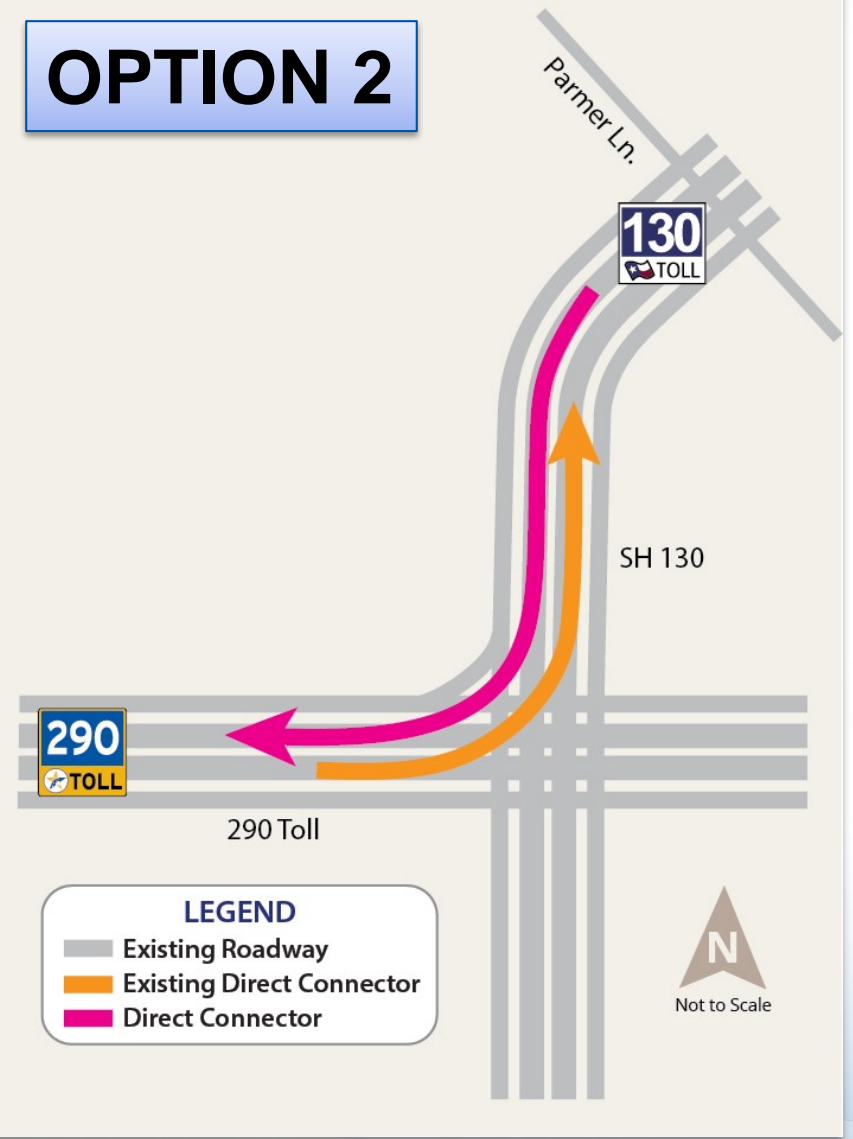 OPTION 2
Parmer Ln.
130
TOLL
SH 130
290
TOLL
290 Toll
LEGEND
Existing Roadway
Existing Direct Connector
Direct Connector
N
Not to Scale